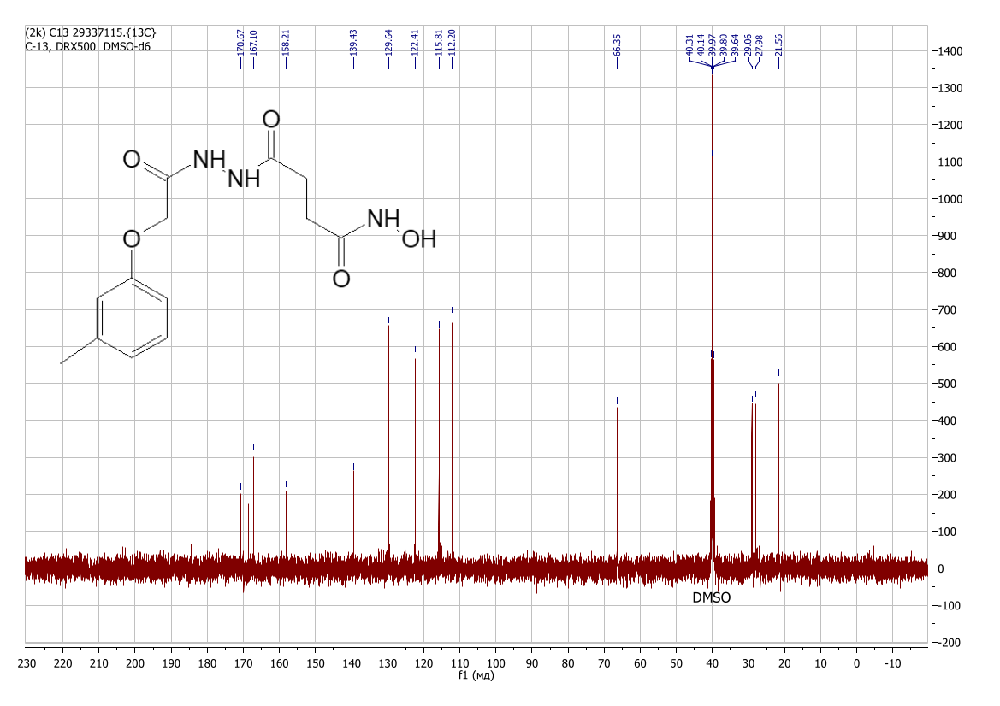 (2k) C13 29337115.{13C}
C-13, DRX500 DMSO-d6
170.67
167.10
158.21
139.43
129.64
122.41
115.81
112.20
66.35
40.31
40.14
39.97
39.80
39.64
29.06
27.98
21.56
O
O
NH
NH
O
NH
OH
O
DMSO
1400
1300
1200
1100
1000
900
800
700
600
500
400
300
200
100
0
-100
-200
230 220 210 200 190 180 170 160 150 140 130 120 110 100 90 80 70 60 50 40 30 20 10 0 -10
f1 (мд)